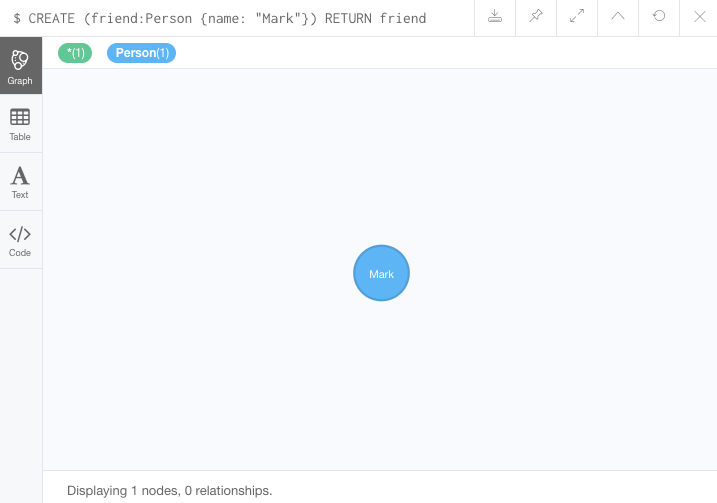 $ CREATE (friend:Person {name: "Mark"}) RETURN friend
*(1) Person(1)
Graph
Table
A
Text
</>
Code
Mark
Displaying 1 nodes, 0 relationships.